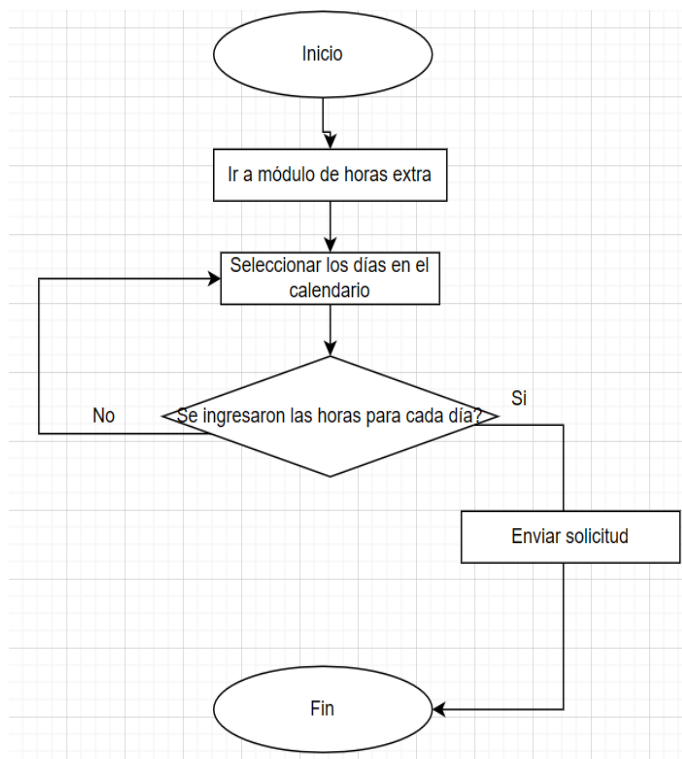 Inicio
Ir a módulo de horas extra
Seleccionar los días en el
calendario
Se ingresaron las horas para cada día?
No
Si
Enviar solicitud
Fin